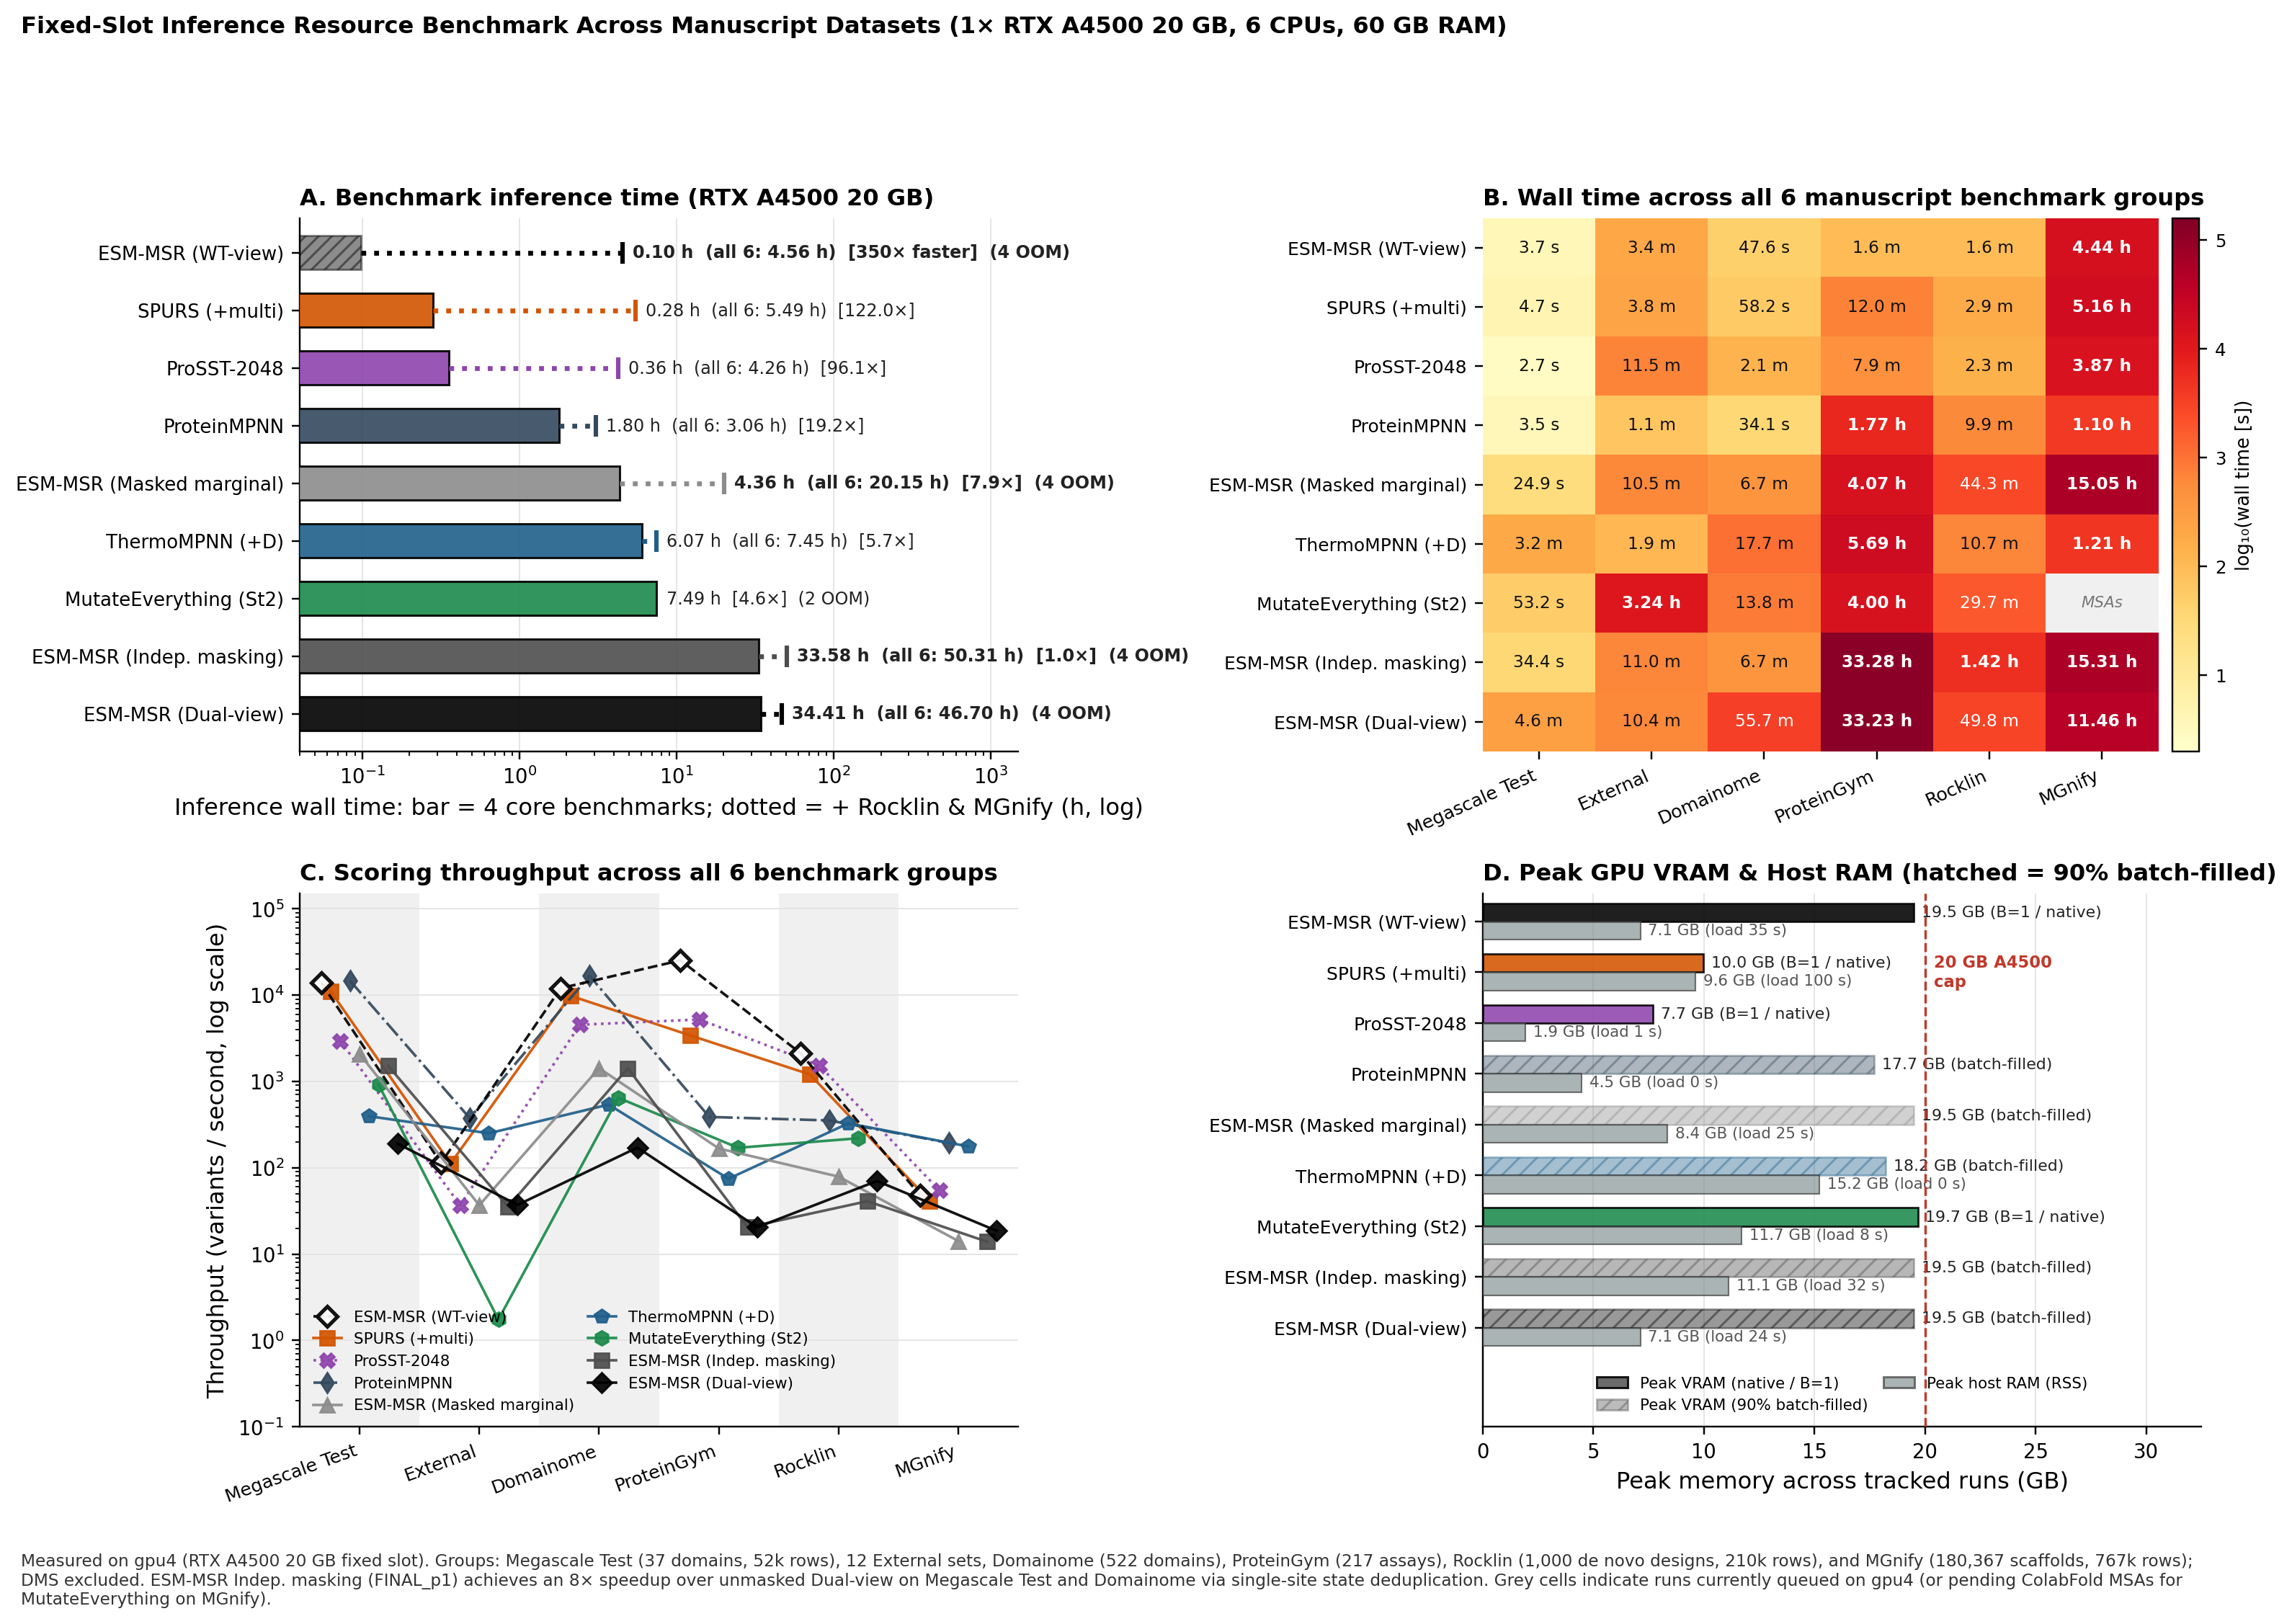 Fixed-Slot Inference Resource Benchmark Across Manuscript Datasets (1× RTX A4500 20 GB, 6 CPUs, 60 GB RAM)
A. Benchmark inference time (RTX A4500 20 GB)
ESM-MSR (WT-view)
0.10 h (all 6: 4.56 h) [350× faster] (4 OOM)
SPURS (+multi)
0.28 h (all 6: 5.49 h) [122.0×]
ProSST-2048
0.36 h (all 6: 4.26 h) [96.1×]
ProteinMPNN
1.80 h (all 6: 3.06 h) [19.2×]
ESM-MSR (Masked marginal)
4.36 h (all 6: 20.15 h) [7.9×] (4 OOM)
ThermoMPNN (+D)
6.07 h (all 6: 7.45 h) [5.7×]
MutateEverything (St2)
7.49 h [4.6×] (2 OOM)
ESM-MSR (Indep. masking)
33.58 h (all 6: 50.31 h) [1.0×] (4 OOM)
ESM-MSR (Dual-view)
34.41 h (all 6: 46.70 h) (4 OOM)
10⁻¹ 10⁰ 10¹ 10² 10³
Inference wall time: bar = 4 core benchmarks; dotted = + Rocklin & MGnify (h, log)
B. Wall time across all 6 manuscript benchmark groups
ESM-MSR (WT-view) 3.7 s 3.4 m 47.6 s 1.6 m 1.6 m 4.44 h
SPURS (+multi) 4.7 s 3.8 m 58.2 s 12.0 m 2.9 m 5.16 h
ProSST-2048 2.7 s 11.5 m 2.1 m 7.9 m 2.3 m 3.87 h
ProteinMPNN 3.5 s 1.1 m 34.1 s 1.77 h 9.9 m 1.10 h
ESM-MSR (Masked marginal) 24.9 s 10.5 m 6.7 m 4.07 h 44.3 m 15.05 h
ThermoMPNN (+D) 3.2 m 1.9 m 17.7 m 5.69 h 10.7 m 1.21 h
MutateEverything (St2) 53.2 s 3.24 h 13.8 m 4.00 h 29.7 m MSAs
ESM-MSR (Indep. masking) 34.4 s 11.0 m 6.7 m 33.28 h 1.42 h 15.31 h
ESM-MSR (Dual-view) 4.6 m 10.4 m 55.7 m 33.23 h 49.8 m 11.46 h
Megascale Test External Domainome ProteinGym Rocklin MGnify
5
4
3
2
1
log₁₀(wall time [s])
C. Scoring throughput across all 6 benchmark groups
Throughput (variants / second, log scale)
10⁵
10⁴
10³
10²
10¹
10⁰
10⁻¹
ESM-MSR (WT-view)
SPURS (+multi)
ProSST-2048
ProteinMPNN
ESM-MSR (Masked marginal)
ThermoMPNN (+D)
MutateEverything (St2)
ESM-MSR (Indep. masking)
ESM-MSR (Dual-view)
Megascale Test External Domainome ProteinGym Rocklin MGnify
D. Peak GPU VRAM & Host RAM (hatched = 90% batch-filled)
ESM-MSR (WT-view)
19.5 GB (B=1 / native)
7.1 GB (load 35 s)
SPURS (+multi)
10.0 GB (B=1 / native)
9.6 GB (load 100 s)
20 GB A4500
cap
ProSST-2048
7.7 GB (B=1 / native)
1.9 GB (load 1 s)
ProteinMPNN
17.7 GB (batch-filled)
4.5 GB (load 0 s)
ESM-MSR (Masked marginal)
19.5 GB (batch-filled)
8.4 GB (load 25 s)
ThermoMPNN (+D)
18.2 GB (batch-filled)
15.2 GB (load 0 s)
MutateEverything (St2)
19.7 GB (B=1 / native)
11.7 GB (load 8 s)
ESM-MSR (Indep. masking)
19.5 GB (batch-filled)
11.1 GB (load 32 s)
ESM-MSR (Dual-view)
19.5 GB (batch-filled)
7.1 GB (load 24 s)
Peak VRAM (native / B=1)
Peak VRAM (90% batch-filled)
Peak host RAM (RSS)
0 5 10 15 20 25 30
Peak memory across tracked runs (GB)
Measured on gpu4 (RTX A4500 20 GB fixed slot). Groups: Megascale Test (37 domains, 52k rows), 12 External sets, Domainome (522 domains), ProteinGym (217 assays), Rocklin (1,000 de novo designs, 210k rows), and MGnify (180,367 scaffolds, 767k rows);
DMS excluded. ESM-MSR Indep. masking (FINAL_p1) achieves an 8× speedup over unmasked Dual-view on Megascale Test and Domainome via single-site state deduplication. Grey cells indicate runs currently queued on gpu4 (or pending ColabFold MSAs for
MutateEverything on MGnify).